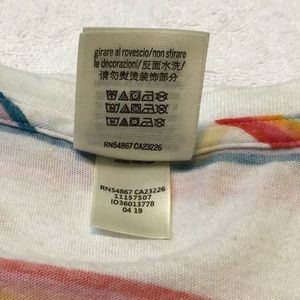 girare al rovescio/non stirare
le decorazioni/反面水洗/
请勿熨烫装饰部分
RN54867 CA23226
RN54867 CA23226
11157507
ID36013778
04 19